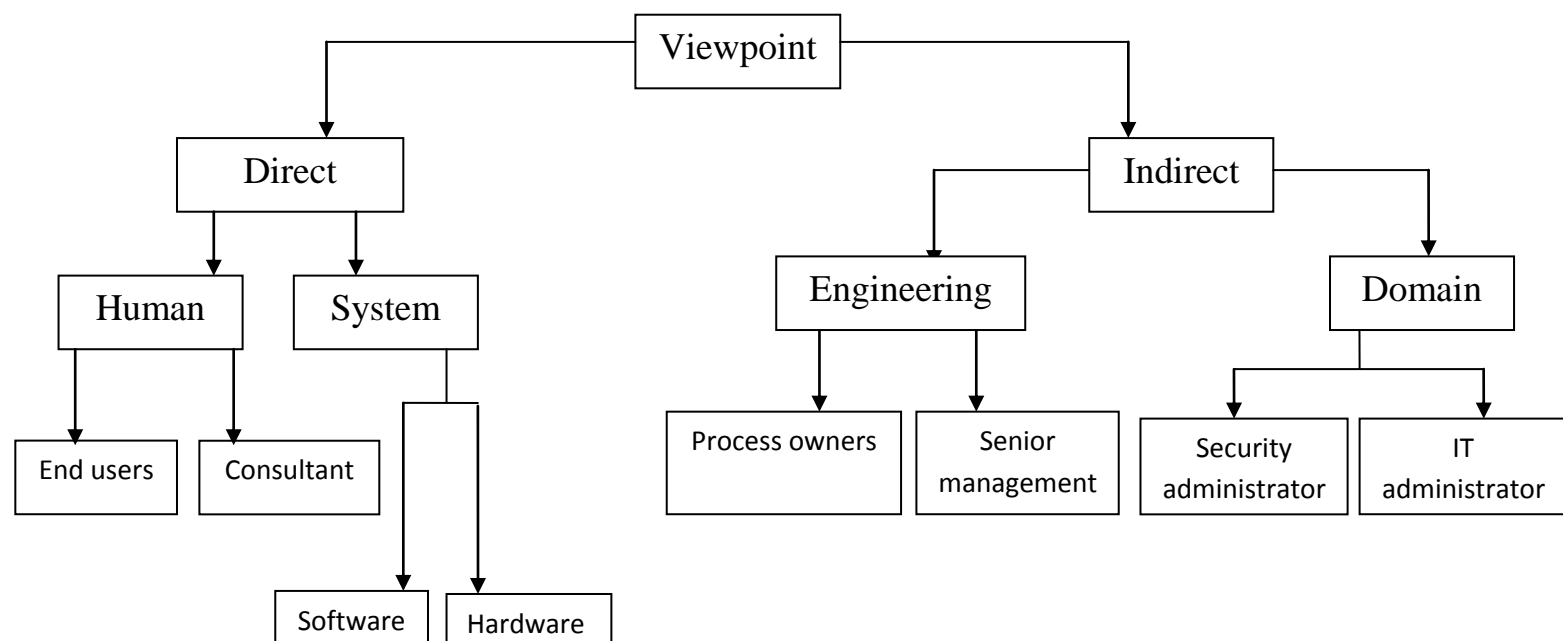 Viewpoint
Direct
Indirect
Human
System
Engineering
Domain
End users
Consultant
Process owners
Senior
management
Security
administrator
IT
administrator
Software
Hardware